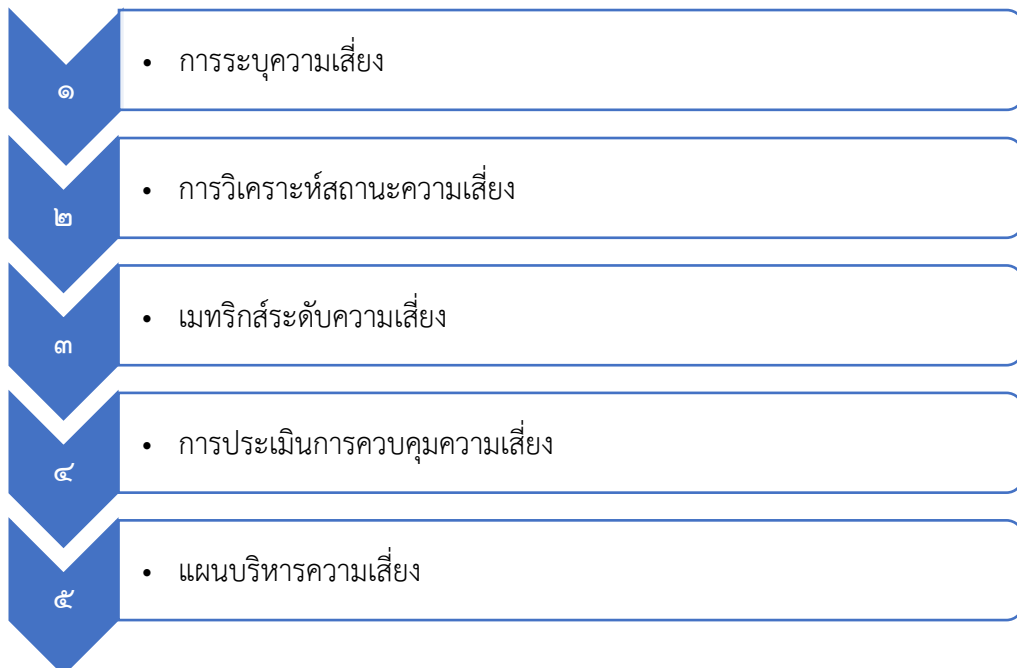 ๑
• การระบุความเสี่ยง
๒
• การวิเคราะห์สถานะความเสี่ยง
๓
• เมทริกส์ระดับความเสี่ยง
๔
• การประเมินการควบคุมความเสี่ยง
๕
• แผนบริหารความเสี่ยง